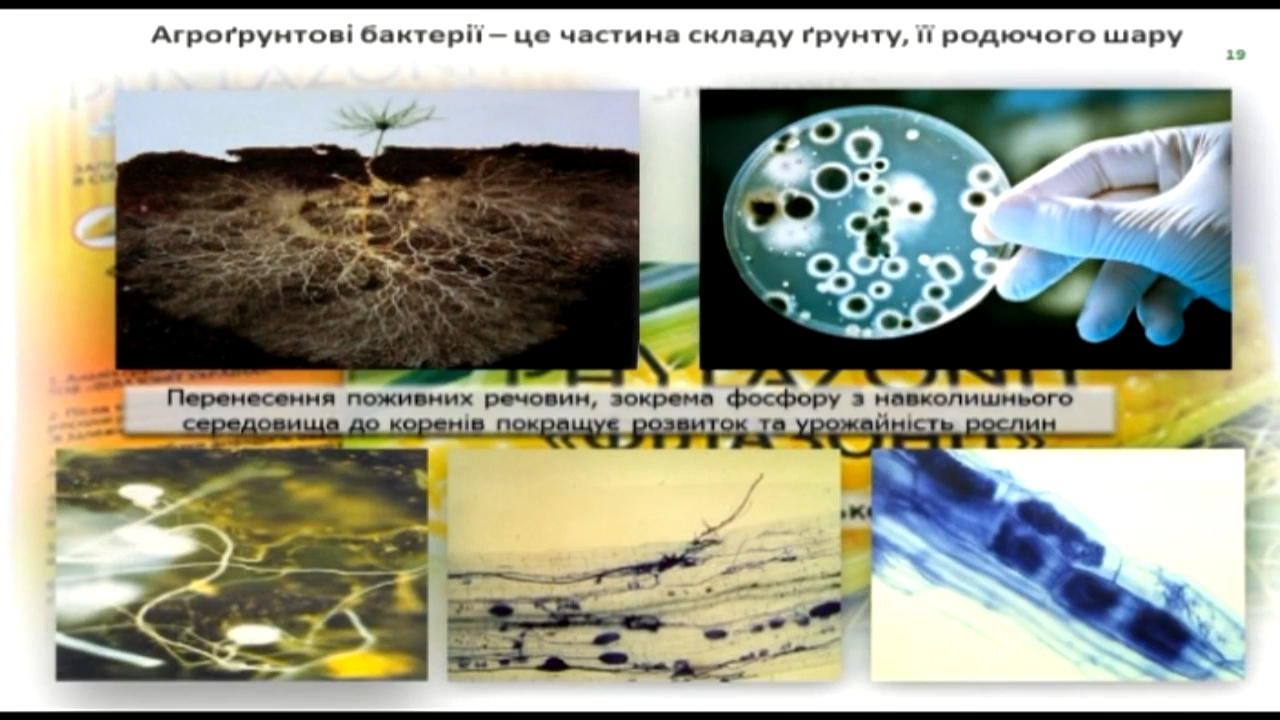 Агроґрунтові бактерії – це частина складу ґрунту, її родючого шару
19
Перенесення поживних речовин, зокрема фосфору з навколишнього
середовища до коренів покращує розвиток та урожайність рослин